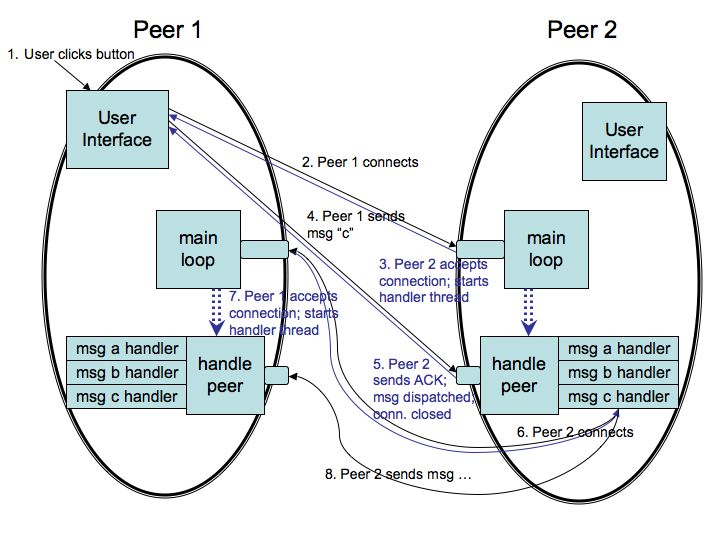 Peer 1
Peer 2
1. User clicks button
User
Interface
User
Interface
2. Peer 1 connects
4. Peer 1 sends
msg “c”
main
loop
main
loop
3. Peer 2 accepts
connection; starts
handler thread
7. Peer 1 accepts
connection; starts
handler thread
msg a handler
msg b handler
msg c handler
handle
peer
5. Peer 2
sends ACK;
msg dispatched;
conn. closed
handle
peer
msg a handler
msg b handler
msg c handler
6. Peer 2 connects
8. Peer 2 sends msg …